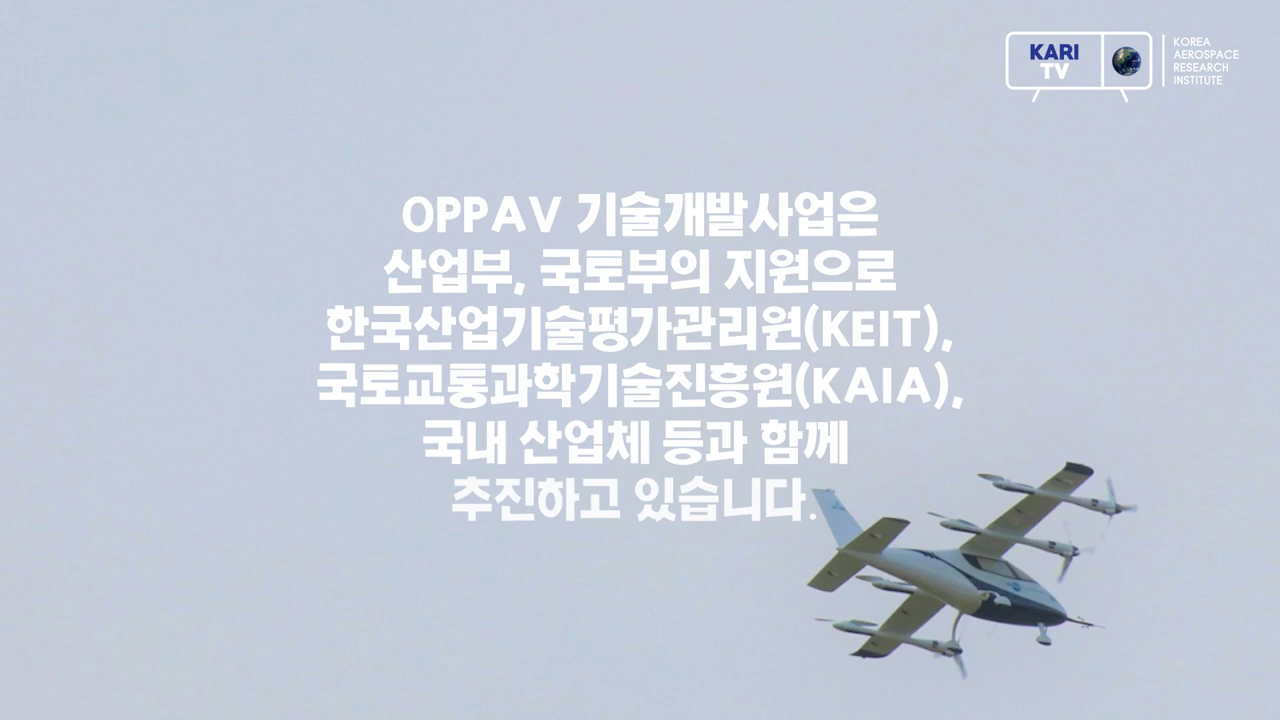 KARI
TV
KOREA
AEROSPACE
RESEARCH
INSTITUTE
OPPAV 기술개발사업은
산업부, 국토부의 지원으로
한국산업기술평가관리원(KEIT),
국토교통과학기술진흥원(KAIA),
국내 산업체 등과 함께
추진하고 있습니다.